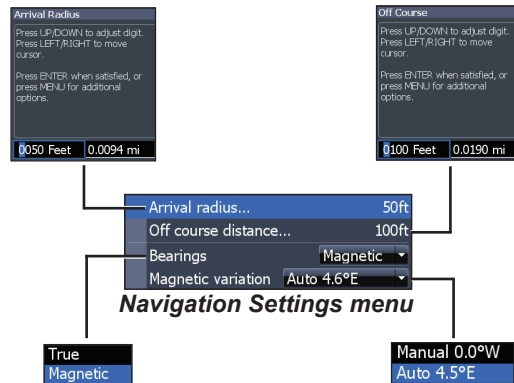 Arrival Radius
Press UP/DOWN to adjust digit.
Press LEFT/RIGHT to move
cursor.
Press ENTER when satisfied, or
press MENU for additional
options.
0050 Feet 0.0094 mi
Off Course
Press UP/DOWN to adjust digit.
Press LEFT/RIGHT to move
cursor.
Press ENTER when satisfied, or
press MENU for additional
options.
0100 Feet 0.0190 mi
Arrival radius... 50ft
Off course distance... 100ft
Bearings Magnetic
Magnetic variation Auto 4.6°E
Navigation Settings menu
True
Magnetic
Manual 0.0°W
Auto 4.5°E